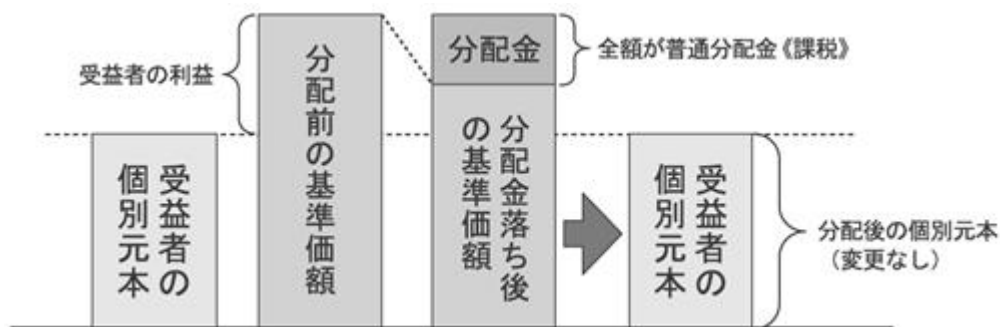 受益者の利益
受益者の
個別元本
分配前の基準価額
分配金
全額が普通分配金《課税》
分配金落ち後
の基準価額
受益者の
個別元本
分配後の個別元本
（変更なし）